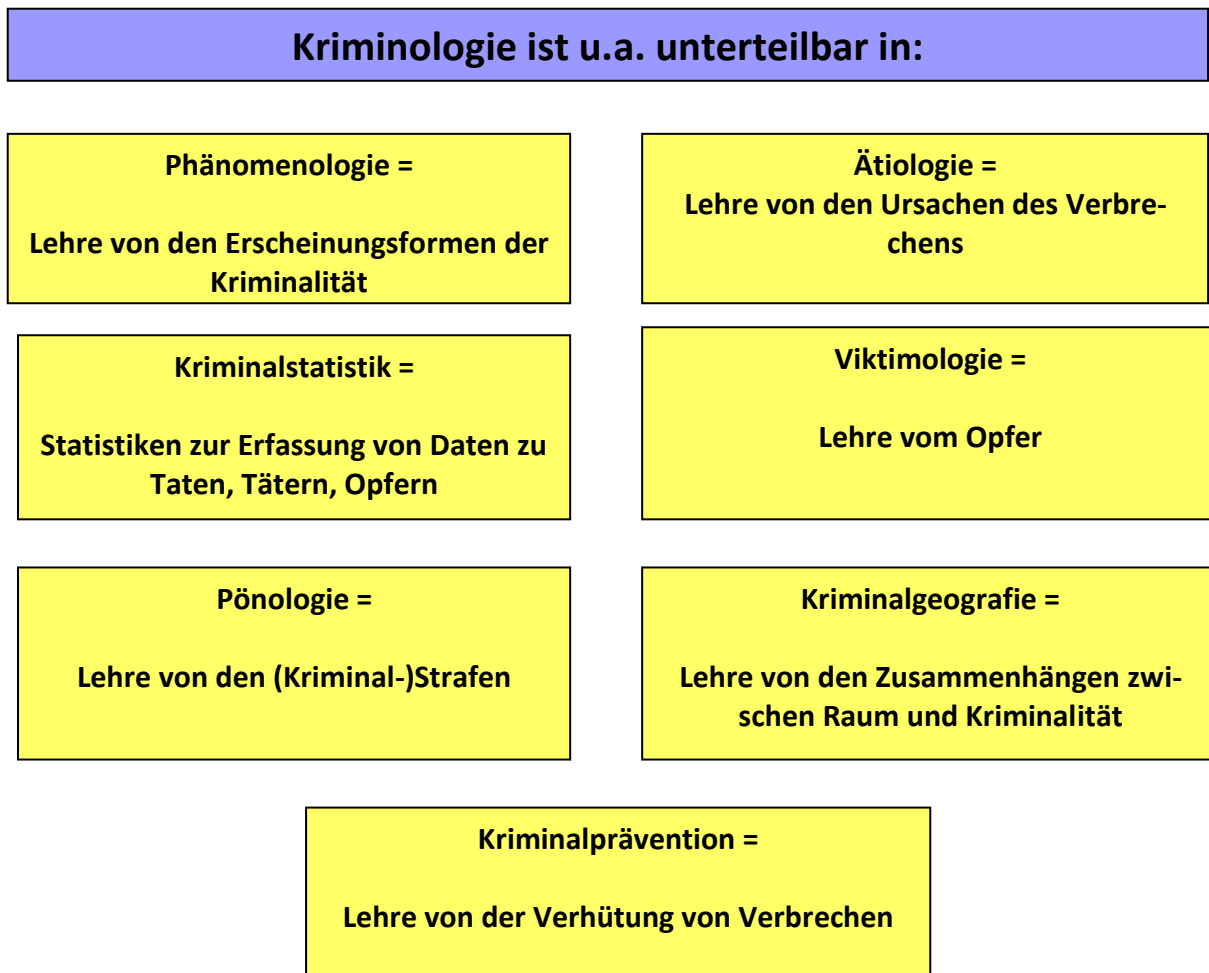 Kriminologie ist u.a. unterteilbar in:
Phänomenologie =
Lehre von den Erscheinungsformen der
Kriminalität
Ätiologie =
Lehre von den Ursachen des Verbre-
chens
Kriminalstatistik =
Statistiken zur Erfassung von Daten zu
Taten, Tätern, Opfern
Viktimologie =
Lehre vom Opfer
Pönologie =
Lehre von den (Kriminal-)Strafen
Kriminalgeografie =
Lehre von den Zusammenhängen zwi-
schen Raum und Kriminalität
Kriminalprävention =
Lehre von der Verhütung von Verbrechen